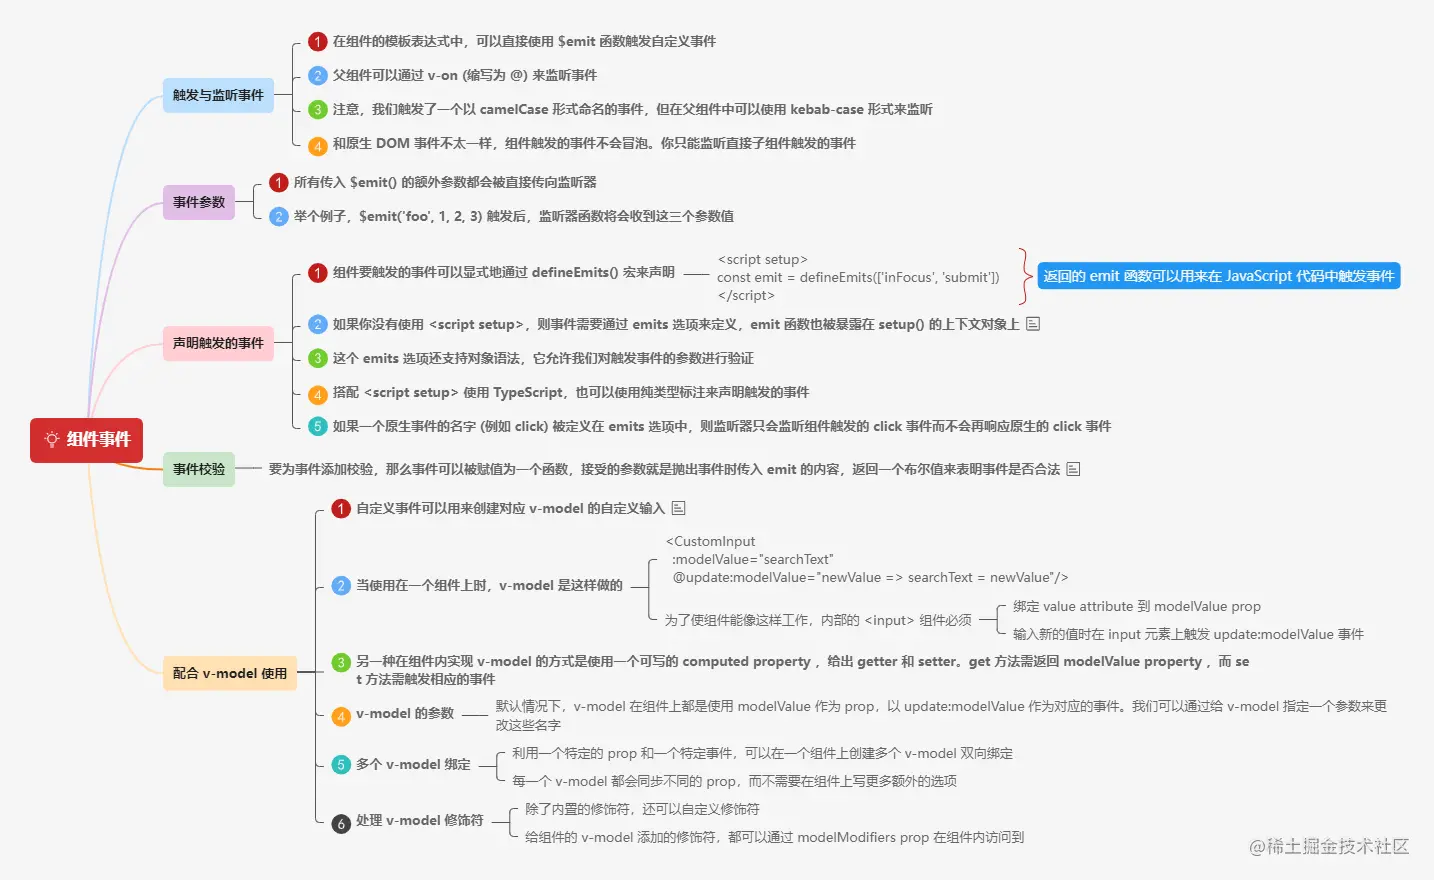 组件事件
触发与监听事件
1 在组件的模板表达式中，可以直接使用 $emit 函数触发自定义事件
2 父组件可以通过 v-on (缩写为 @) 来监听事件
3 注意，我们触发了一个以 camelCase 形式命名的事件，但在父组件中可以使用 kebab-case 形式来监听
4 和原生 DOM 事件不太一样，组件触发的事件不会冒泡。你只能监听直接子组件触发的事件
事件参数
1 所有传入 $emit() 的额外参数都会被直接传向监听器
2 举个例子，$emit('foo', 1, 2, 3) 触发后，监听器函数将会收到这三个参数值
声明触发的事件
1 组件要触发的事件可以显式地通过 defineEmits() 宏来声明
<script setup>
const emit = defineEmits(['inFocus', 'submit'])
</script>
返回的 emit 函数可以用来在 JavaScript 代码中触发事件
2 如果你没有使用 <script setup>，则事件需要通过 emits 选项来定义，emit 函数也被暴露在 setup() 的上下文对象上
3 这个 emits 选项还支持对象语法，它允许我们对触发事件的参数进行验证
4 搭配 <script setup> 使用 TypeScript，也可以使用纯类型标注来声明触发的事件
5 如果一个原生事件的名字 (例如 click) 被定义在 emits 选项中，则监听器只会监听组件触发的 click 事件而不会再响应原生的 click 事件
事件校验
要为事件添加校验，那么事件可以被赋值为一个函数，接受的参数就是抛出事件时传入 emit 的内容，返回一个布尔值来表明事件是否合法
配合 v-model 使用
1 自定义事件可以用来创建对应 v-model 的自定义输入
2 当使用在一个组件上时，v-model 是这样做的
<CustomInput
:modelValue="searchText"
@update:modelValue="newValue => searchText = newValue"/>
为了使组件能像这样工作，内部的 <input> 组件必须
绑定 value attribute 到 modelValue prop
输入新的值时在 input 元素上触发 update:modelValue 事件
3 另一种在组件内实现 v-model 的方式是使用一个可写的 computed property ，给出 getter 和 setter。get 方法需返回 modelValue property ，而 se
t 方法需触发相应的事件
4 v-model 的参数
默认情况下，v-model 在组件上都是使用 modelValue 作为 prop，以 update:modelValue 作为对应的事件。我们可以通过给 v-model 指定一个参数来更
改这些名字
5 多个 v-model 绑定
利用一个特定的 prop 和一个特定事件，可以在一个组件上创建多个 v-model 双向绑定
每一个 v-model 都会同步不同的 prop，而不需要在组件上写更多额外的选项
6 处理 v-model 修饰符
除了内置的修饰符，还可以自定义修饰符
给组件的 v-model 添加的修饰符，都可以通过 modelModifiers prop 在组件内访问到
@稀土掘金技术社区